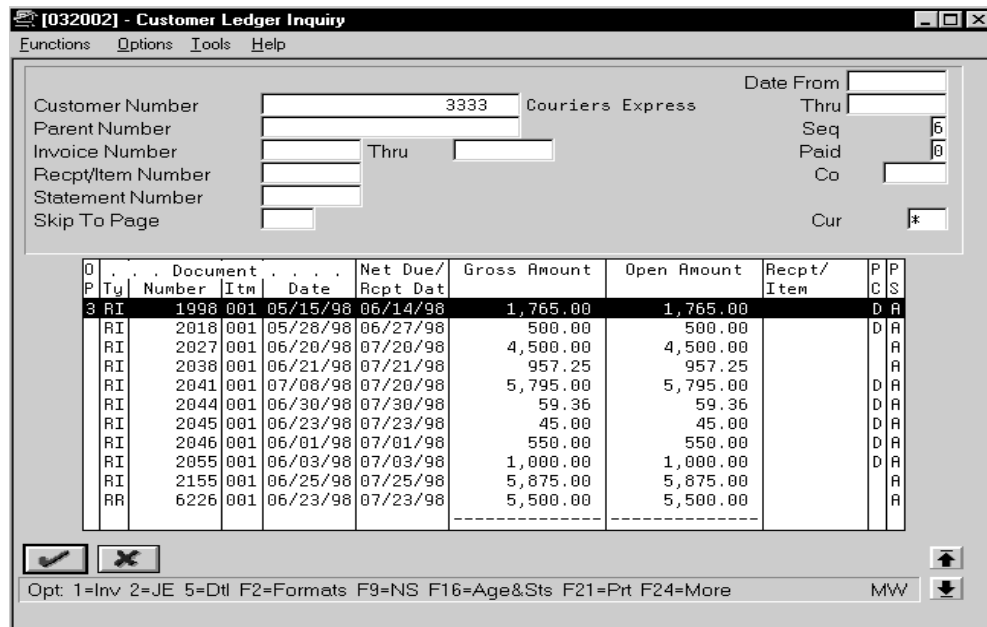 [032002] - Customer Ledger Inquiry
Functions Options Tools Help
Date From
Customer Number 3333 Couriers Express Thru
Parent Number Seq 6
Invoice Number Thru Paid 0
Recpt/Item Number Co
Statement Number
Skip To Page Cur *
O . . . Document . . . . Net Due/ Gross Amount Open Amount Recpt/ P P
P Ty Number Itm Date Rcpt Dat Item C S
3 RI 1998 001 05/15/98 06/14/98 1,765.00 1,765.00 D A
RI 2018 001 05/28/98 06/27/98 500.00 500.00 D A
RI 2027 001 06/20/98 07/20/98 4,500.00 4,500.00 A
RI 2038 001 06/21/98 07/21/98 957.25 957.25 A
RI 2041 001 07/08/98 07/20/98 5,795.00 5,795.00 D A
RI 2044 001 06/30/98 07/30/98 59.36 59.36 D A
RI 2045 001 06/23/98 07/23/98 45.00 45.00 D A
RI 2046 001 06/01/98 07/01/98 550.00 550.00 D A
RI 2055 001 06/03/98 07/03/98 1,000.00 1,000.00 D A
RI 2155 001 06/25/98 07/25/98 5,875.00 5,875.00 A
RR 6226 001 06/23/98 07/23/98 5,500.00 5,500.00 A
-------------- --------------
Opt: 1=Inv 2=JE 5=Dtl F2=Formats F9=NS F16=Age&Sts F21=Prt F24=More MW